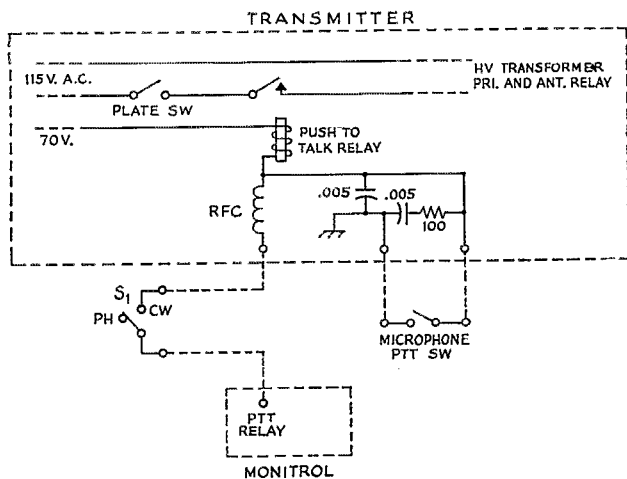 TRANSMITTER
115 V. A.C.
PLATE SW
HV TRANSFORMER
PRI. AND ANT. RELAY
70 V.
PUSH TO
TALK RELAY
RFC
.005
.005
100
S1
CW
PH
MICROPHONE
PTT SW
PTT
RELAY
MONITROL